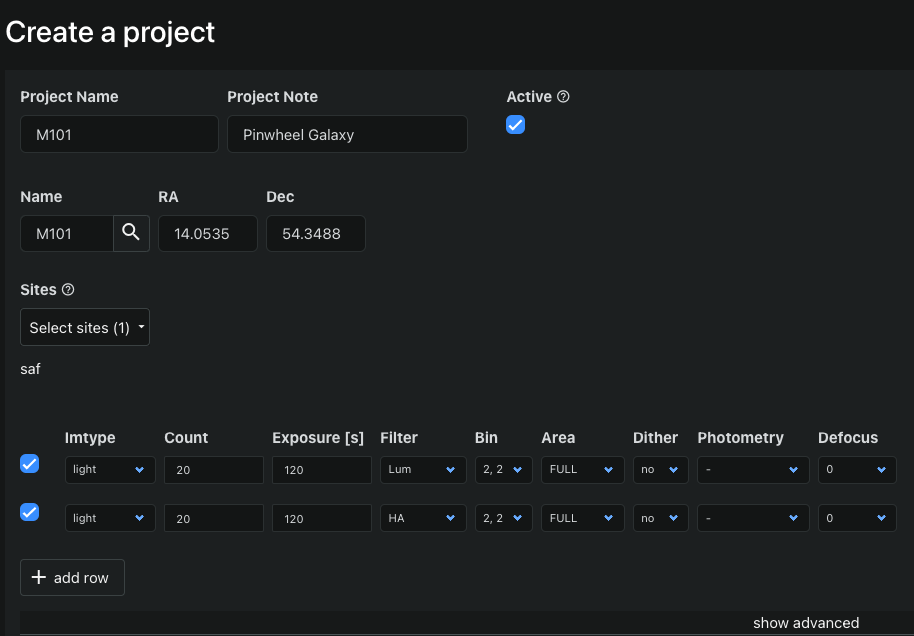 Create a project
Project Name Project Note Active
M101 Pinwheel Galaxy
Name RA Dec
M101 14.0535 54.3488
Sites
Select sites (1)
saf
Imtype Count Exposure [s] Filter Bin Area Dither Photometry Defocus
light 20 120 Lum 2, 2 FULL no - 0
light 20 120 HA 2, 2 FULL no - 0
+ add row
show advanced